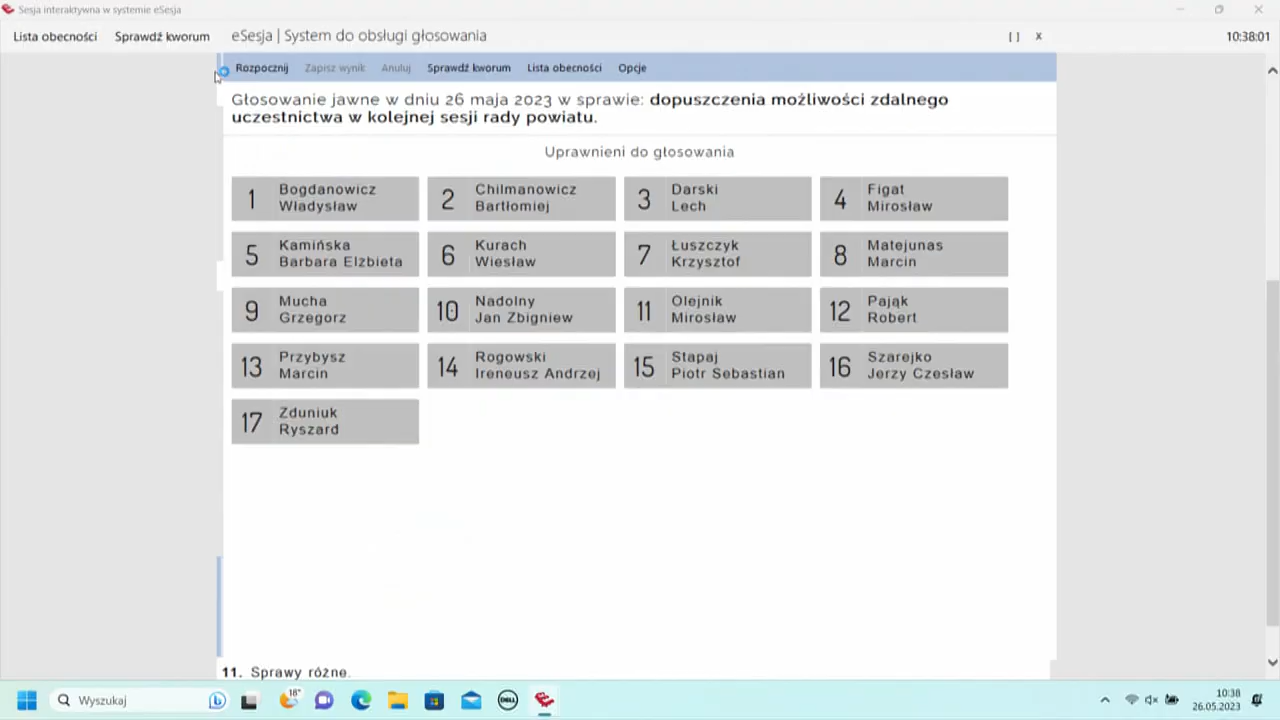 Sesja interaktywna w systemie eSesja
Lista obecności Sprawdź kworum eSesja | System do obsługi głosowania [ ] x 10:38:01
Rozpocznij Zapisz wynik Anuluj Sprawdź kworum Lista obecności Opcje
Głosowanie jawne w dniu 26 maja 2023 w sprawie: dopuszczenia możliwości zdalnego
uczestnictwa w kolejnej sesji rady powiatu.
Uprawnieni do głosowania
1 Bogdanowicz Władysław
2 Chilmanowicz Bartłomiej
3 Darski Lech
4 Figat Mirosław
5 Kamińska Barbara Elzbieta
6 Kurach Wiesław
7 Łuszczyk Krzysztof
8 Matejunas Marcin
9 Mucha Grzegorz
10 Nadolny Jan Zbigniew
11 Olejnik Mirosław
12 Pająk Robert
13 Przybysz Marcin
14 Rogowski Ireneusz Andrzej
15 Stapaj Piotr Sebastian
16 Szarejko Jerzy Czesław
17 Zduniuk Ryszard
11. Sprawy różne.
Wyszukaj
18°
DELL
10:38
26.05.2023